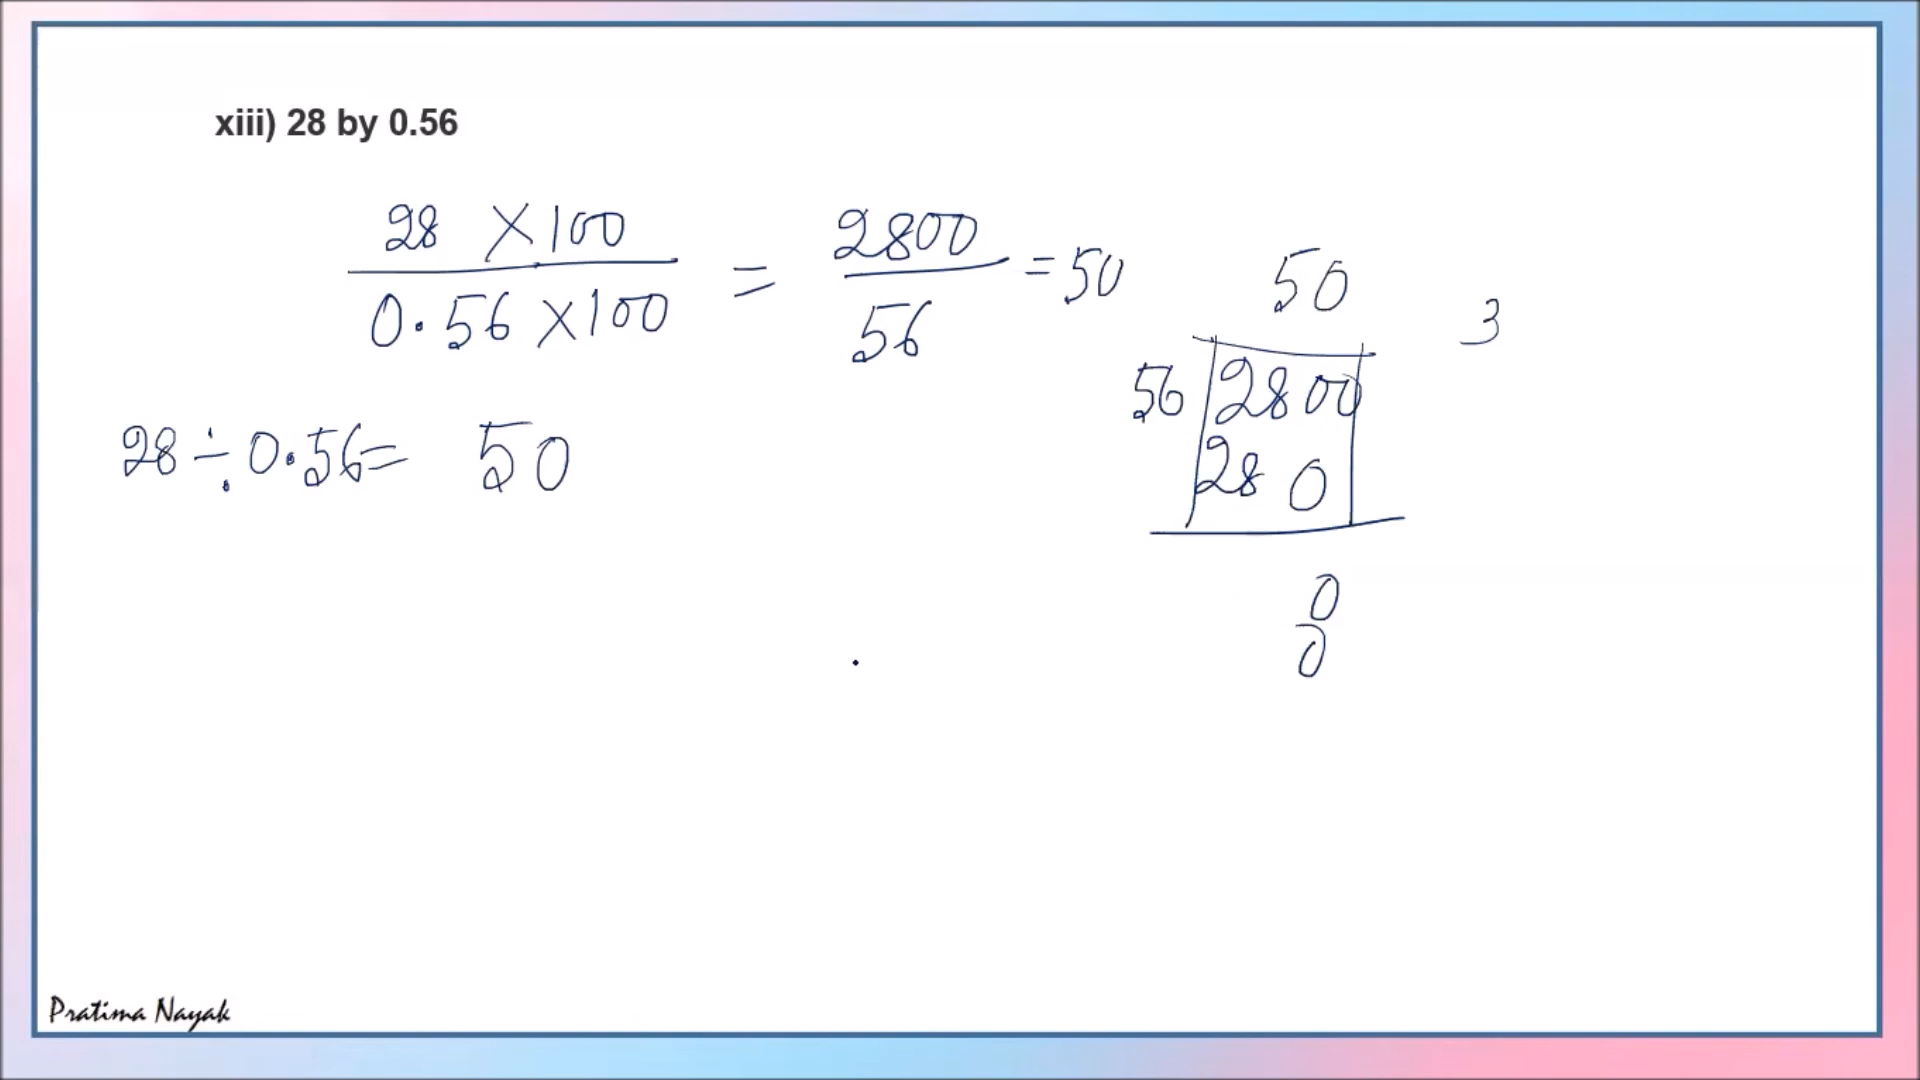 xiii) 28 by 0.56
28 × 100 / 0.56 × 100 = 2800 / 56 = 50
28 ÷ 0.56 = 50
50
3
56 2800
280
0
0
Pratima Nayak